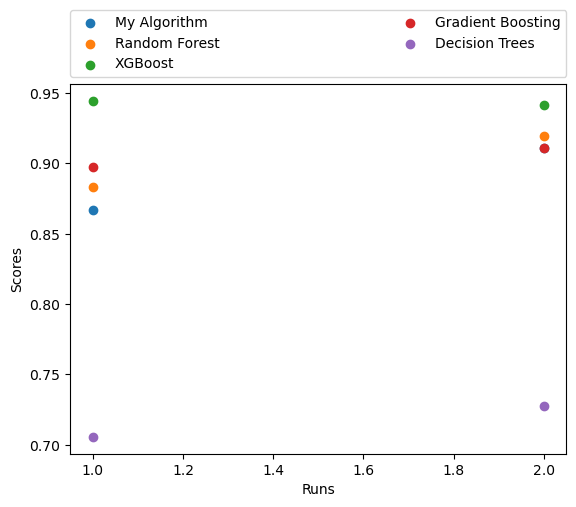 My Algorithm
Random Forest
XGBoost
Gradient Boosting
Decision Trees
0.95
0.90
0.85
0.80
0.75
0.70
Scores
1.0 1.2 1.4 1.6 1.8 2.0
Runs